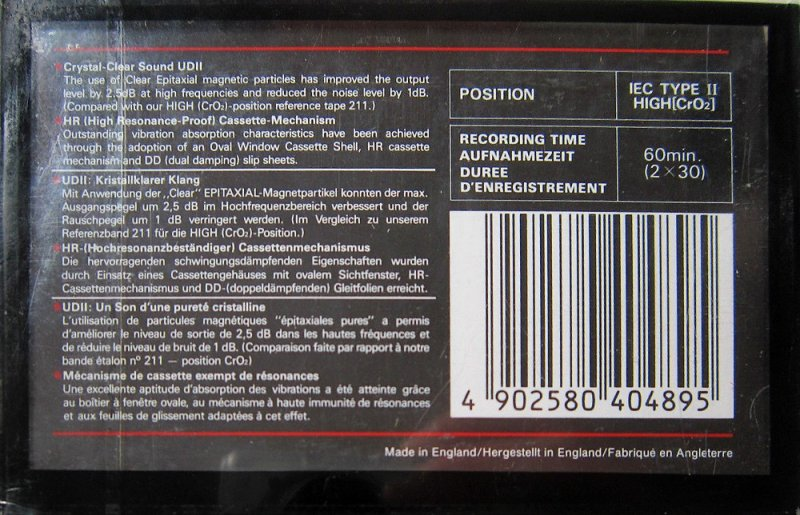 Crystal-Clear Sound UDII
The use of Clear Epitaxial magnetic particles has improved the output
level by 2.5dB at high frequencies and reduced the noise level by 1dB.
(Compared with our HIGH (CrO₂)-position reference tape 211.)
HR (High Resonance-Proof) Cassette-Mechanism
Outstanding vibration absorption characteristics have been achieved
through the adoption of an Oval Window Cassette Shell, HR cassette
mechanism and DD (dual damping) slip sheets.
UDII: Kristallklarer Klang
Mit Anwendung der „Clear" EPITAXIAL-Magnetpartikel konnten der max.
Ausgangspegel um 2,5 dB im Hochfrequenzbereich verbessert und der
Rauschpegel um 1 dB verringert werden. (Im Vergleich zu unserem
Referenzband 211 für die HIGH (CrO₂)-Position.)
HR-(Hochresonanzbeständiger) Cassettenmechanismus
Die hervorragenden schwingungsdämpfenden Eigenschaften wurden
durch Einsatz eines Cassettengehäuses mit ovalem Sichtfenster, HR-
Cassettenmechanismus und DD-(doppeldämpfenden) Gleitfolien erreicht.
UDII: Un Son d'une pureté cristalline
L'utilisation de particules magnétiques "épitaxiales pures" a permis
d'améliorer le niveau de sortie de 2,5 dB dans les hautes fréquences et
de réduire le niveau de bruit de 1 dB. (Comparaison faite par rapport à notre
bande étalon nº 211 — position CrO₂)
Mécanisme de cassette exempt de résonances
Une excellente aptitude d'absorption des vibrations a été atteinte grâce
au boîtier à fenêtre ovale, au mécanisme à haute immunité de résonances
et aux feuilles de glissement adaptées à cet effet.
POSITION
IEC TYPE II
HIGH[CrO₂]
RECORDING TIME
AUFNAHMEZEIT
DUREE
D'ENREGISTREMENT
60min.
(2×30)
4 902580 404895
Made in England/Hergestellt in England/Fabriqué en Angleterre